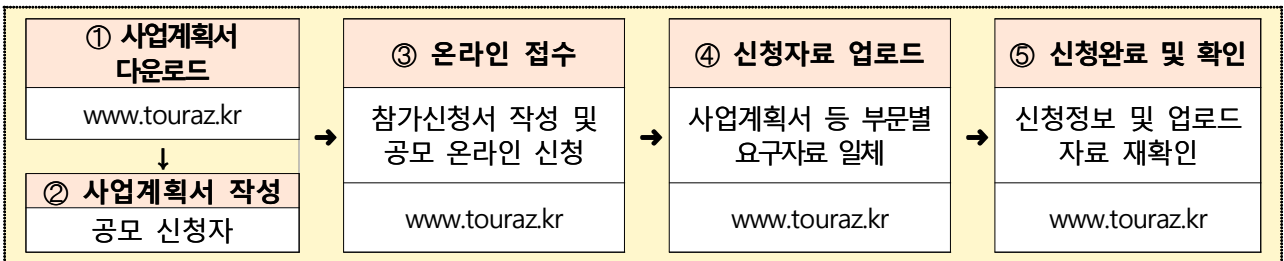 ① 사업계획서
다운로드
www.touraz.kr
↓
② 사업계획서 작성
공모 신청자
➜
③ 온라인 접수
참가신청서 작성 및
공모 온라인 신청
www.touraz.kr
➜
④ 신청자료 업로드
사업계획서 등 부문별
요구자료 일체
www.touraz.kr
➜
⑤ 신청완료 및 확인
신청정보 및 업로드
자료 재확인
www.touraz.kr